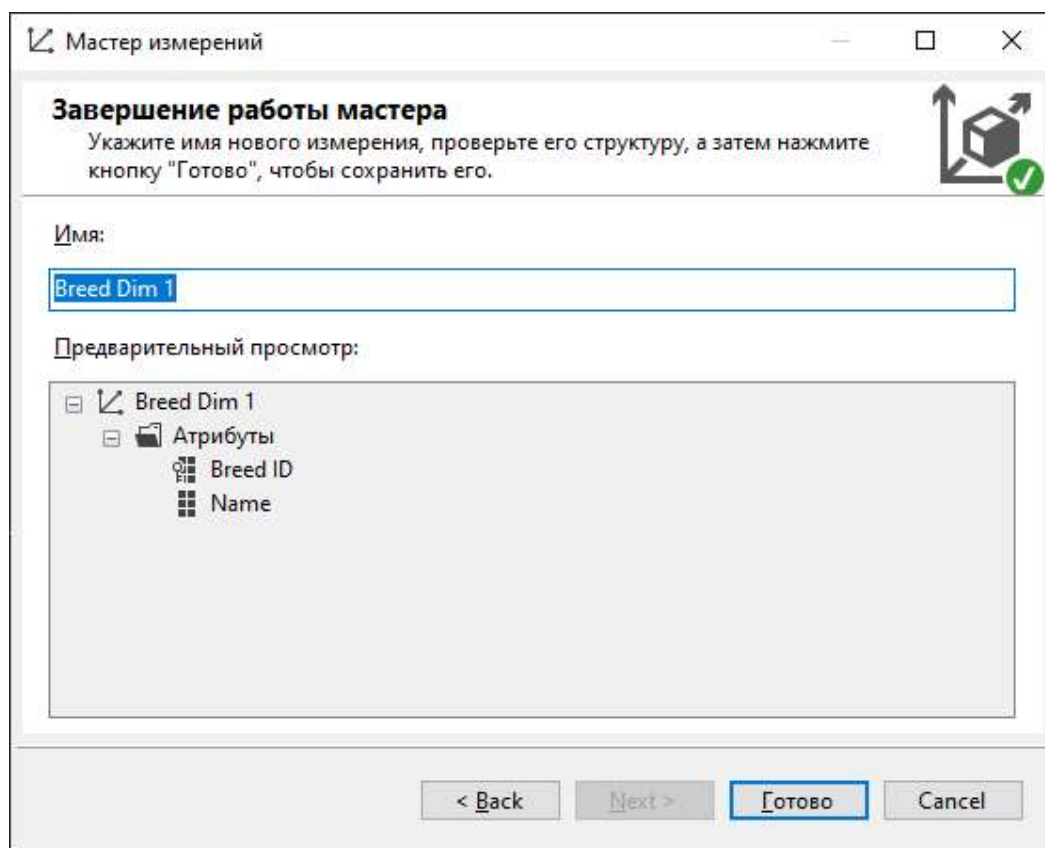 Мастер измерений
Завершение работы мастера
Укажите имя нового измерения, проверьте его структуру, а затем нажмите
кнопку "Готово", чтобы сохранить его.
Имя:
Breed Dim 1
Предварительный просмотр:
Breed Dim 1
Атрибуты
Breed ID
Name
< Back Next > Готово Cancel